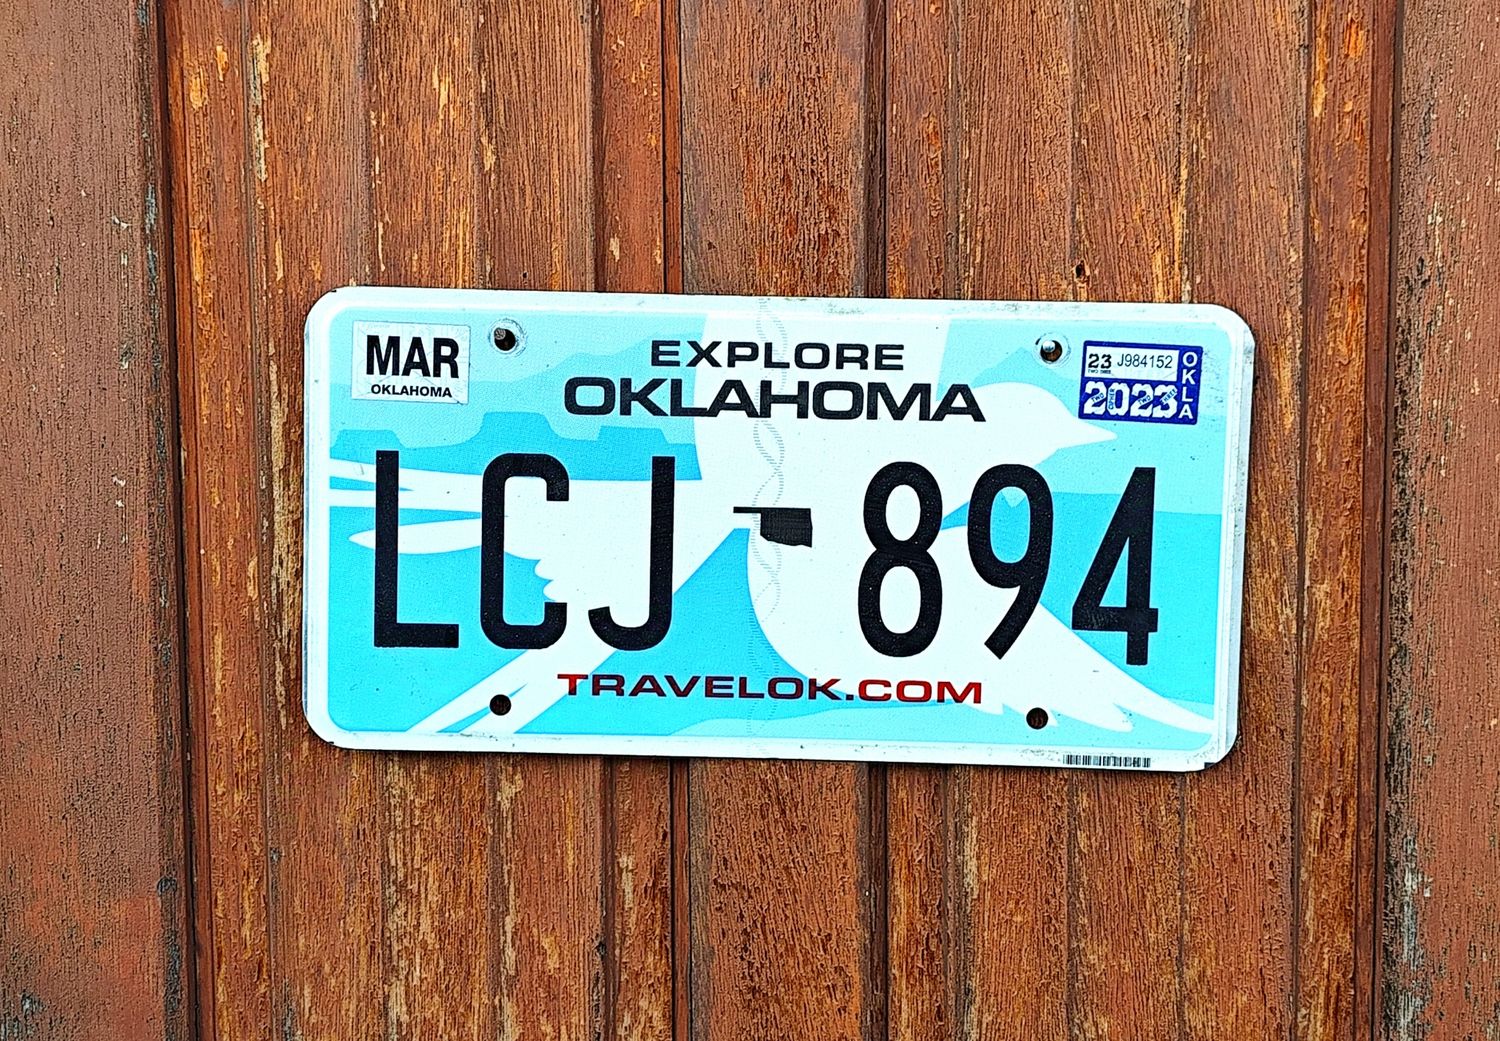 MAR
OKLAHOMA
EXPLORE
OKLAHOMA
23 J984152
2023
OKLA
LCJ 894
TRAVELOK.COM